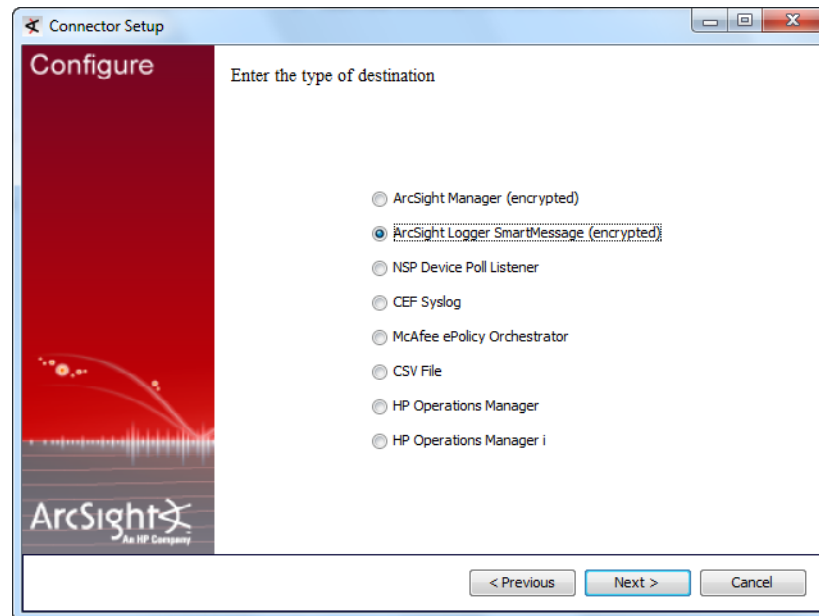 Connector Setup
Configure
Enter the type of destination
ArcSight Manager (encrypted)
ArcSight Logger SmartMessage (encrypted)
NSP Device Poll Listener
CEF Syslog
McAfee ePolicy Orchestrator
CSV File
HP Operations Manager
HP Operations Manager i
ArcSight
An HP Company
< Previous
Next >
Cancel